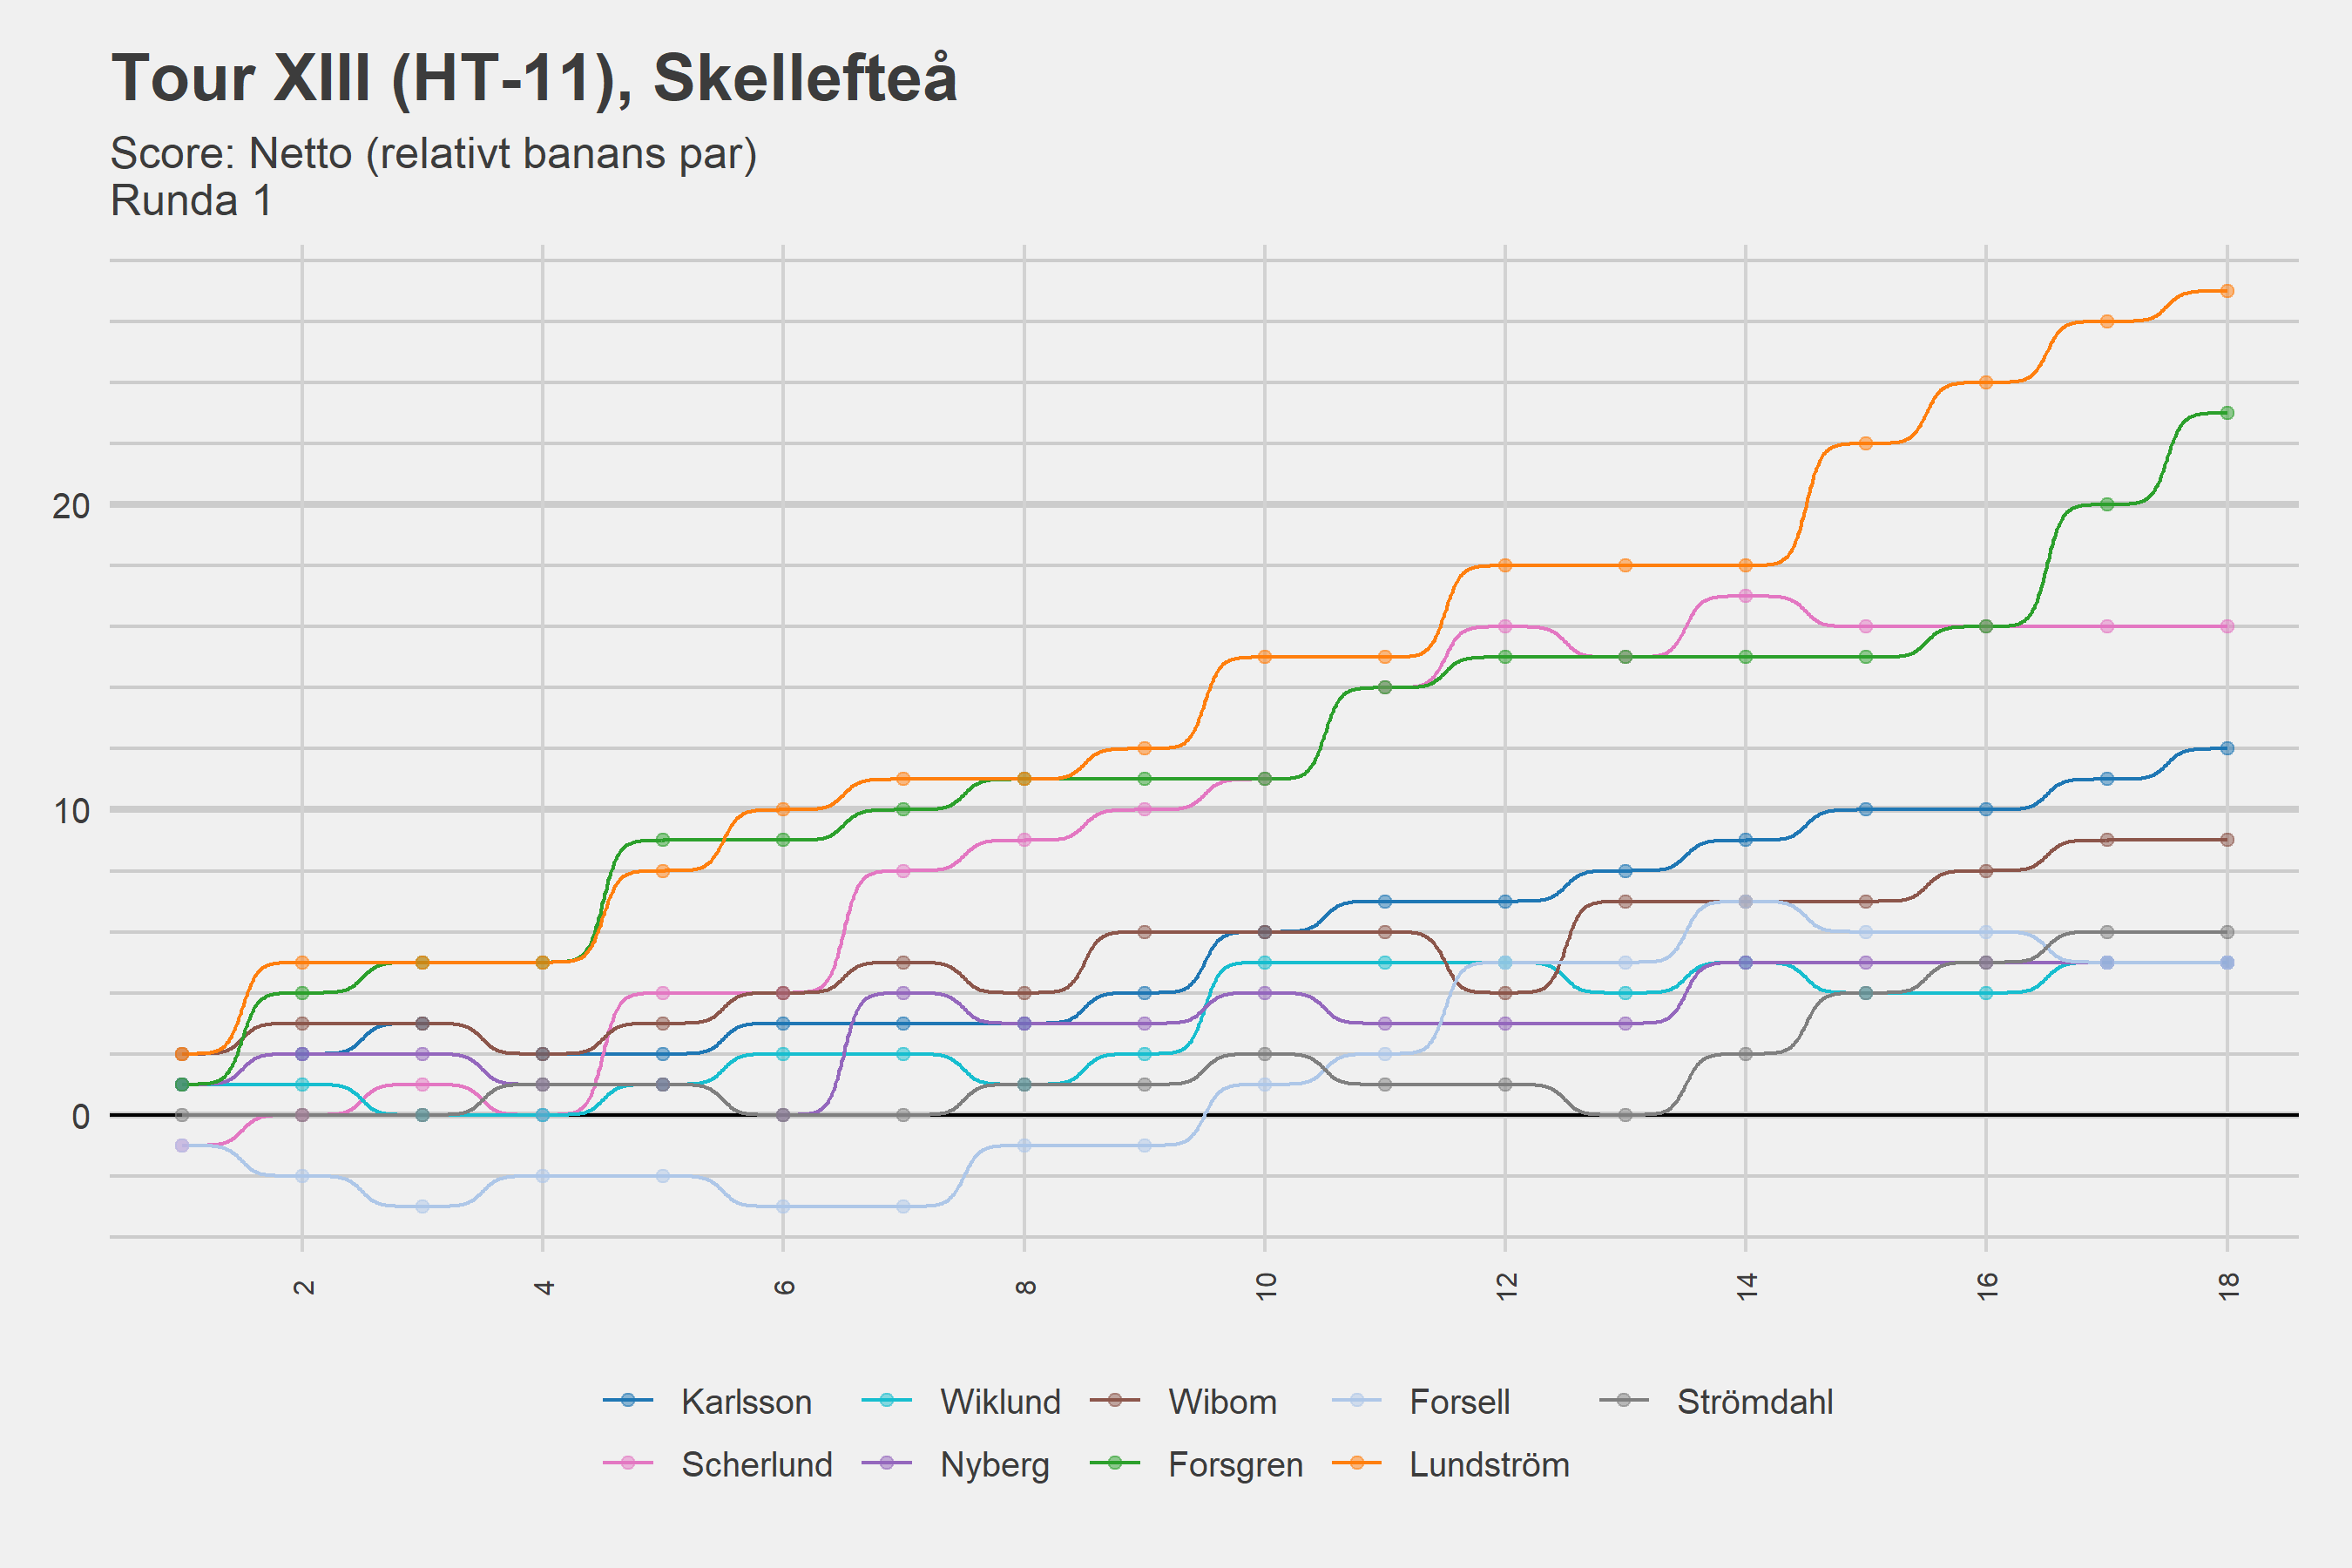 Tour XIII (HT-11), Skellefteå
Score: Netto (relativt banans par)
Runda 1
20
10
0
2 4 6 8 10 12 14 16 18
Karlsson Wiklund Wibom Forsell Strömdahl
Scherlund Nyberg Forsgren Lundström